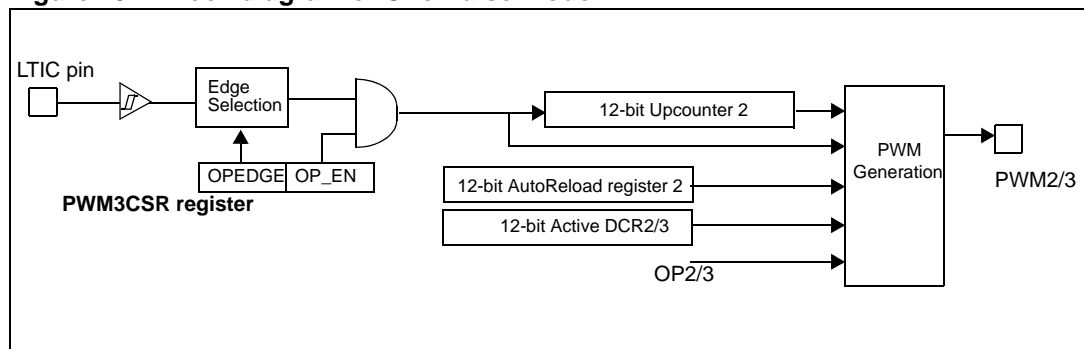 LTIC pin
Edge
Selection
12-bit Upcounter 2
OPEDGE
OP_EN
PWM3CSR register
12-bit AutoReload register 2
12-bit Active DCR2/3
OP2/3
PWM
Generation
PWM2/3